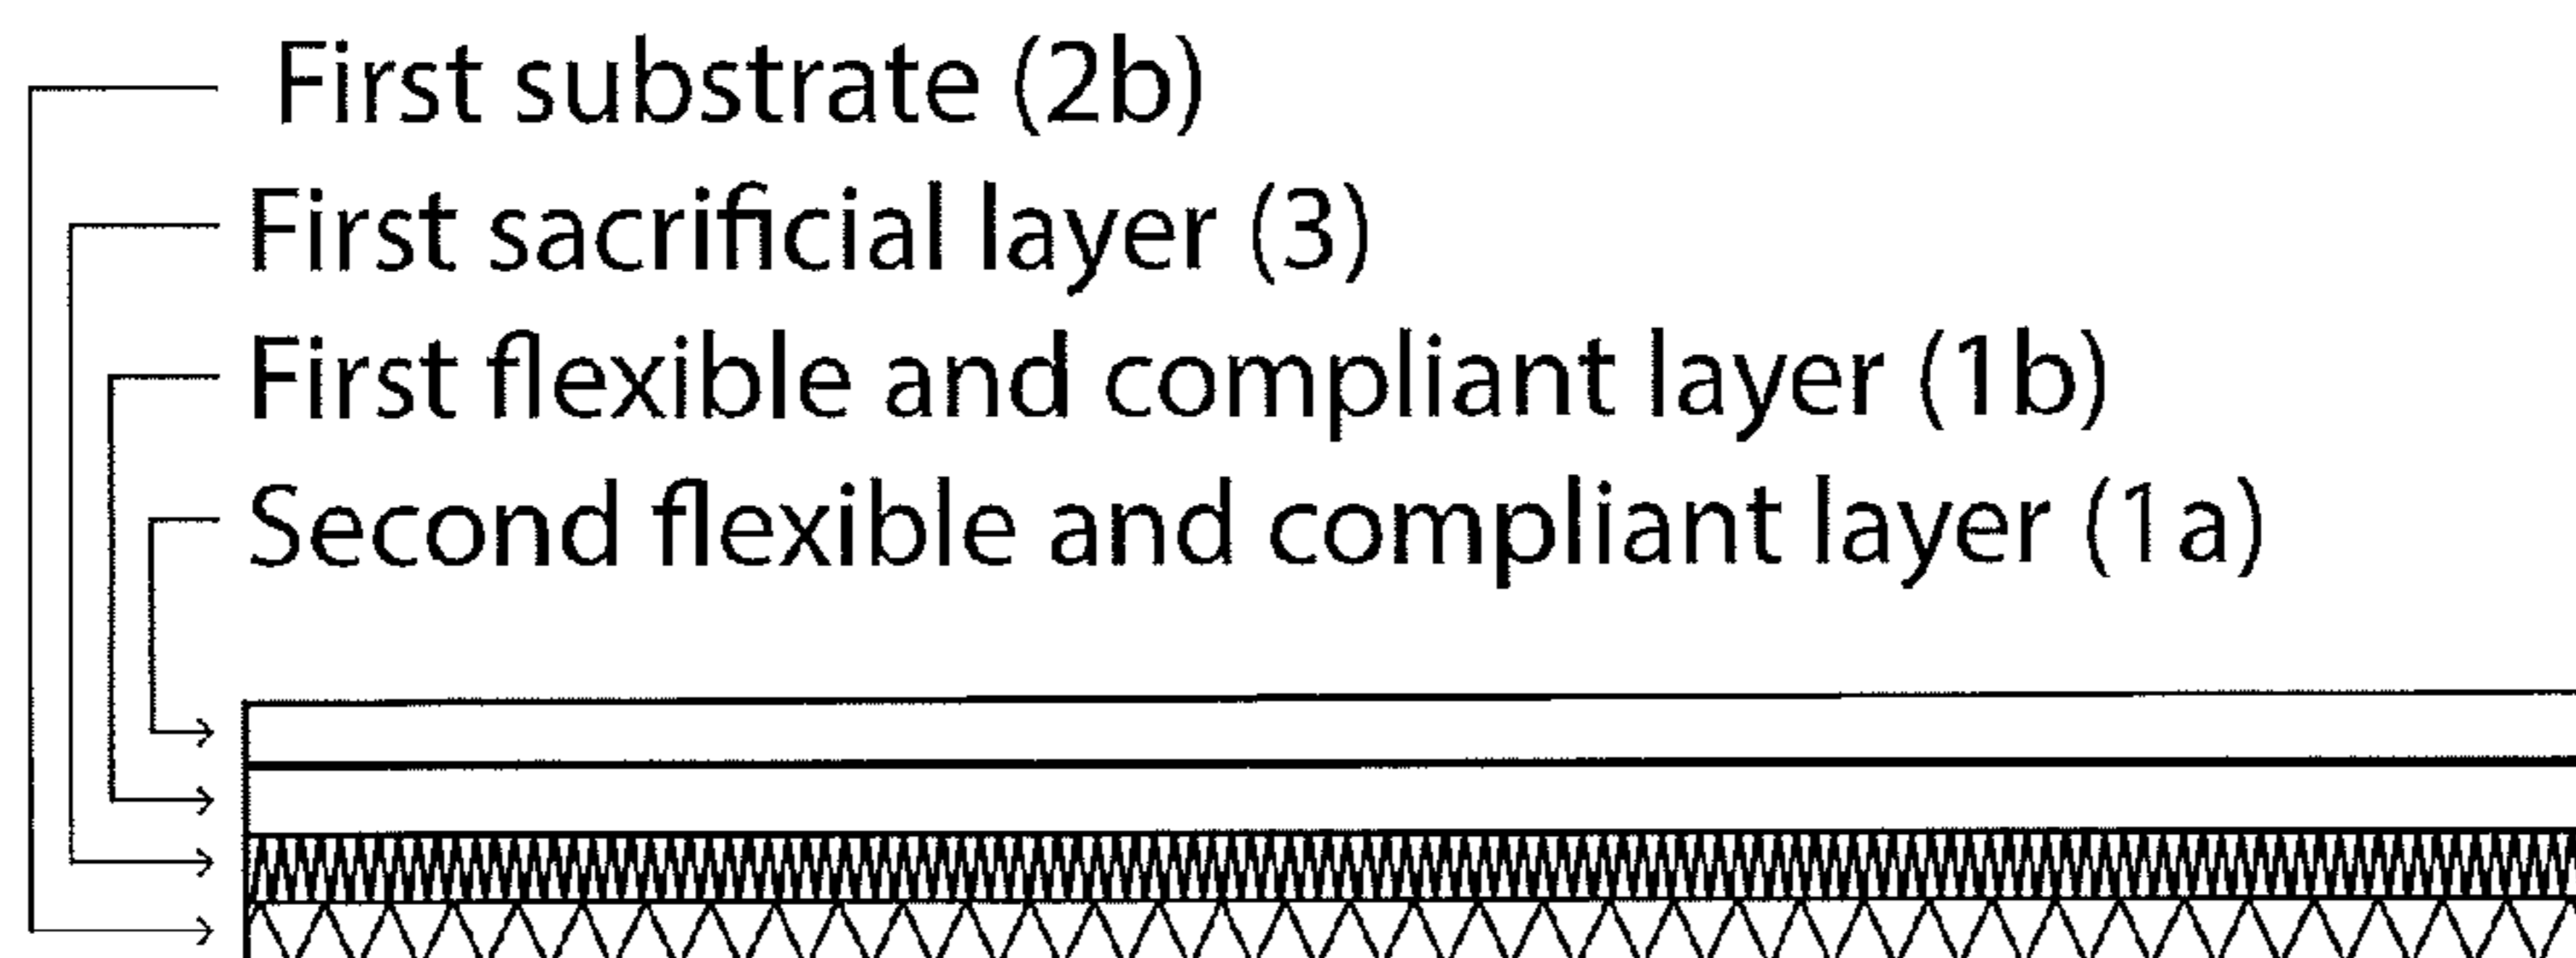 First substrate (2b)
First sacrificial layer (3)
First flexible and compliant layer (1b)
Second flexible and compliant layer (1a)